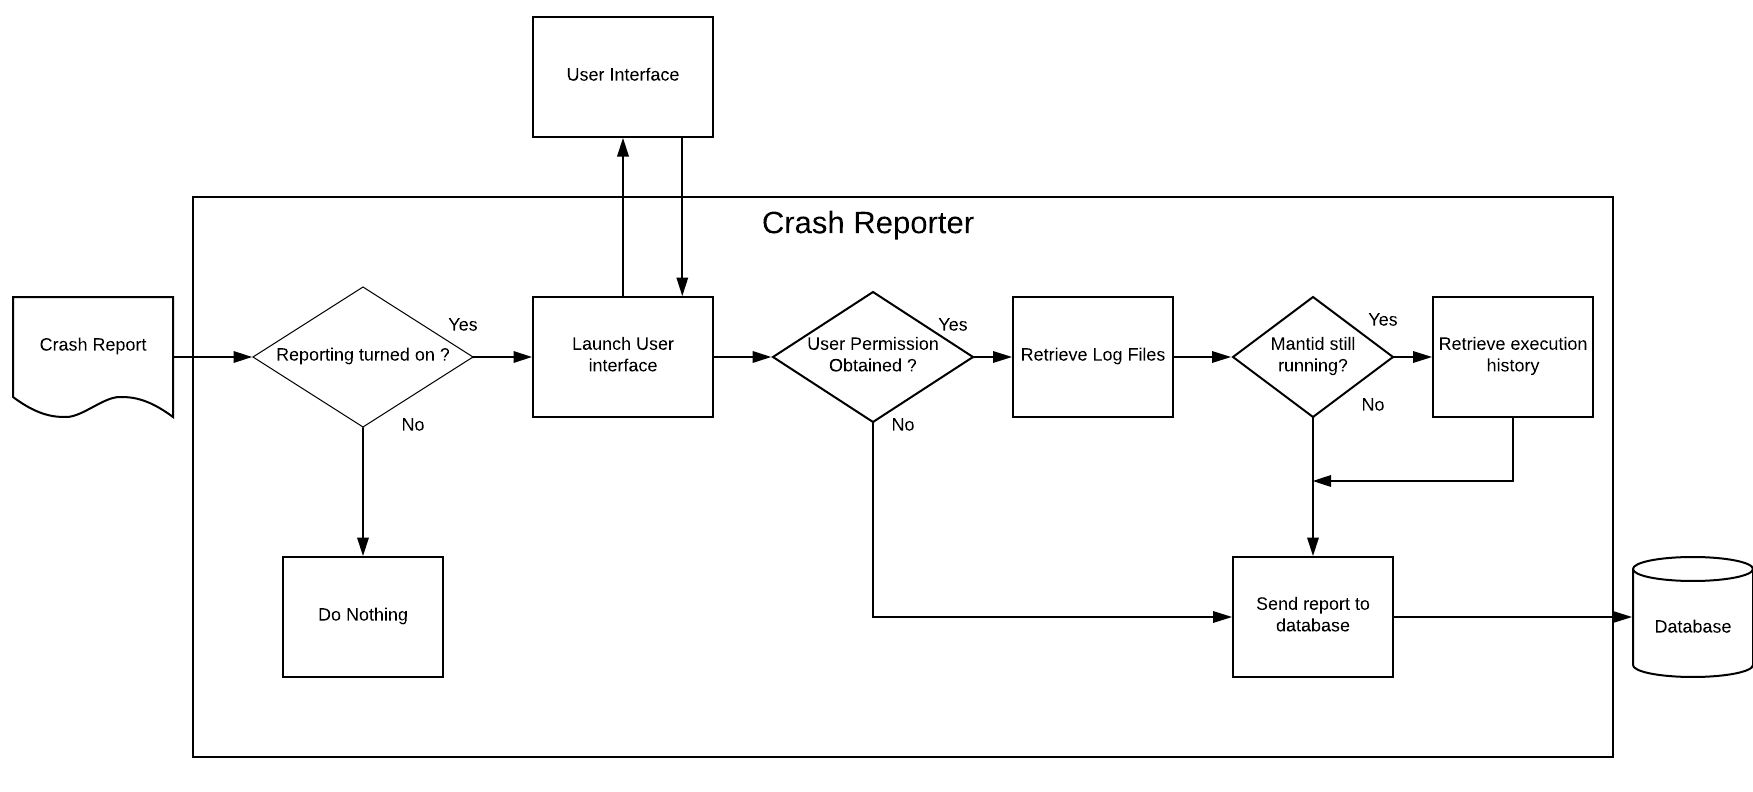 User Interface
Crash Reporter
Crash Report
Reporting turned on ?
Yes
No
Launch User
interface
User Permission
Obtained ?
Yes
No
Retrieve Log Files
Mantid still
running?
Yes
No
Retrieve execution
history
Do Nothing
Send report to
database
Database